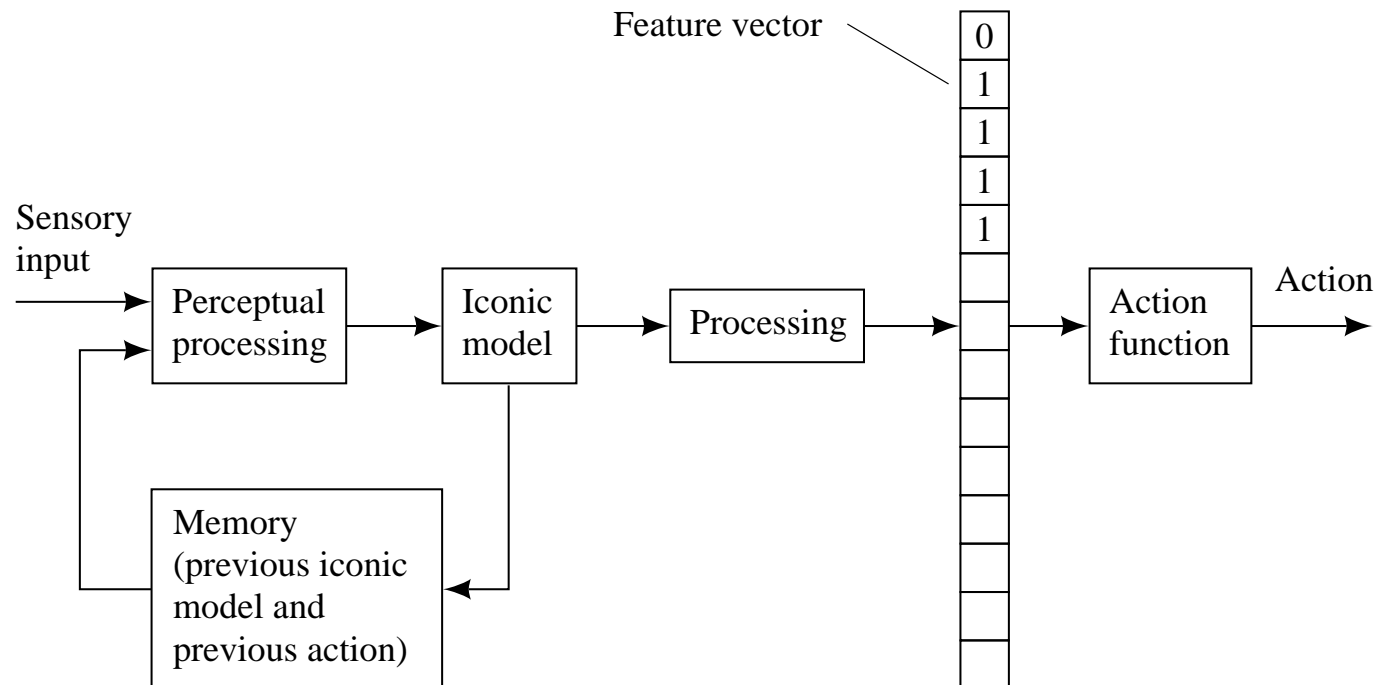 Feature vector
0
1
1
1
1
Sensory
input
Perceptual
processing
Iconic
model
Processing
Action
function
Action
Memory
(previous iconic
model and
previous action)